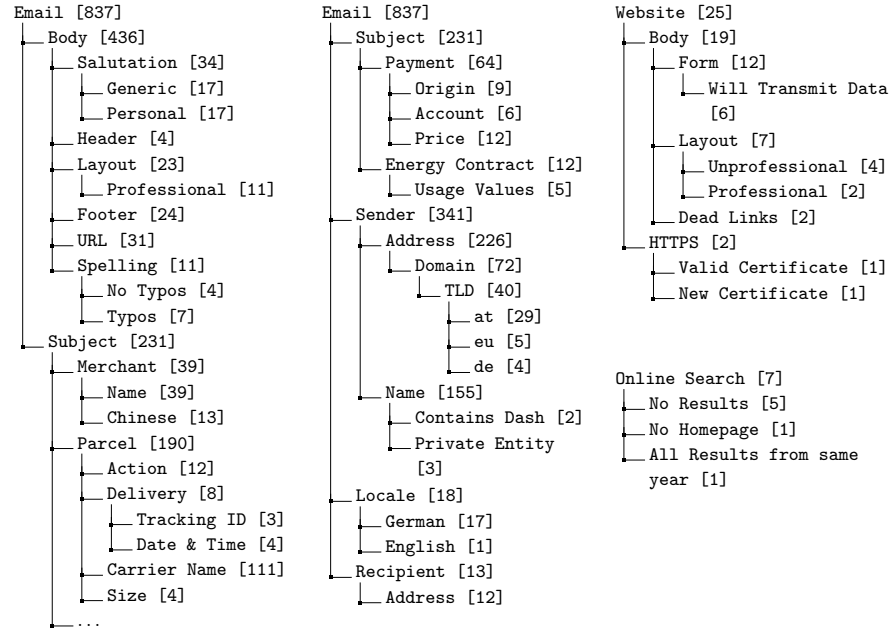 Email [837]
Body [436]
Salutation [34]
Generic [17]
Personal [17]
Header [4]
Layout [23]
Professional [11]
Footer [24]
URL [31]
Spelling [11]
No Typos [4]
Typos [7]
Subject [231]
Merchant [39]
Name [39]
Chinese [13]
Parcel [190]
Action [12]
Delivery [8]
Tracking ID [3]
Date & Time [4]
Carrier Name [111]
Size [4]
...
Email [837]
Subject [231]
Payment [64]
Origin [9]
Account [6]
Price [12]
Energy Contract [12]
Usage Values [5]
Sender [341]
Address [226]
Domain [72]
TLD [40]
at [29]
eu [5]
de [4]
Name [155]
Contains Dash [2]
Private Entity
[3]
Locale [18]
German [17]
English [1]
Recipient [13]
Address [12]
Website [25]
Body [19]
Form [12]
Will Transmit Data
[6]
Layout [7]
Unprofessional [4]
Professional [2]
Dead Links [2]
HTTPS [2]
Valid Certificate [1]
New Certificate [1]
Online Search [7]
No Results [5]
No Homepage [1]
All Results from same
year [1]